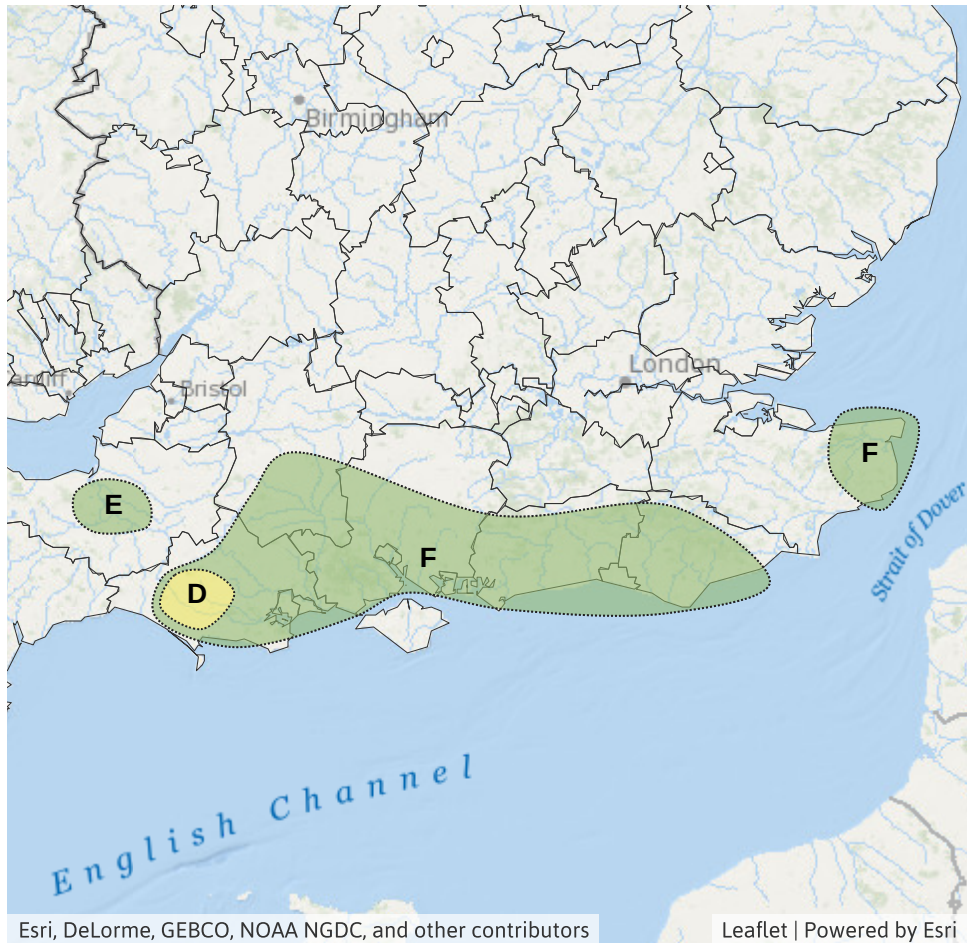 Birmingham
London
ardiff
Bristol
F
E
F
D
Strait of Dover
English Channel
Esri, DeLorme, GEBCO, NOAA NGDC, and other contributors
Leaflet | Powered by Esri